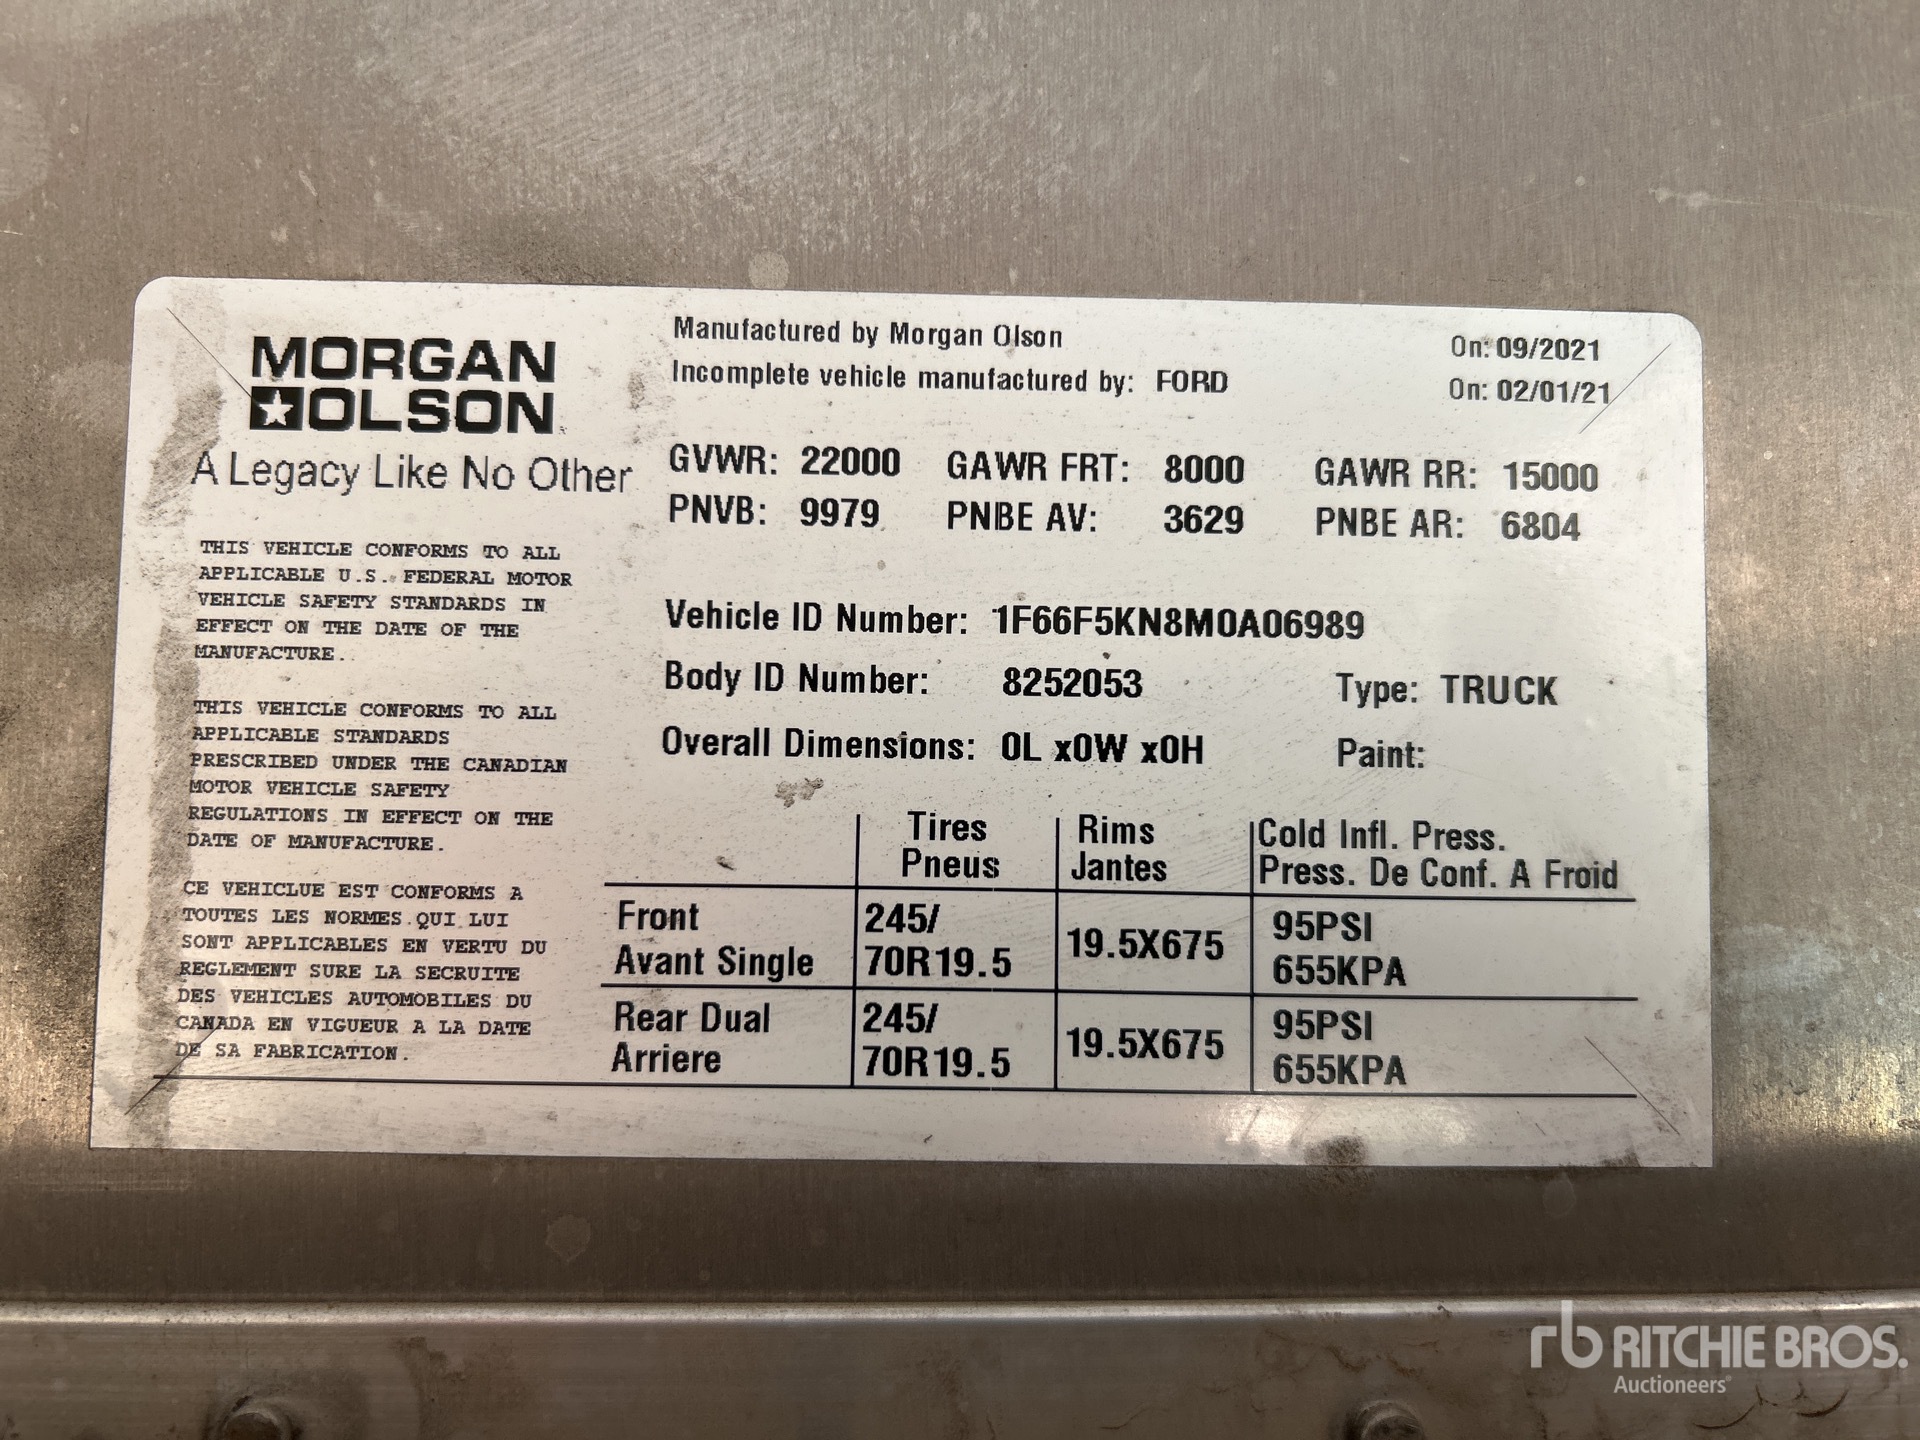 MORGAN
OLSON
A Legacy Like No Other
Manufactured by Morgan Olson On: 09/2021
Incomplete vehicle manufactured by: FORD On: 02/01/21
GVWR: 22000 GAWR FRT: 8000 GAWR RR: 15000
PNVB: 9979 PNBE AV: 3629 PNBE AR: 6804
THIS VEHICLE CONFORMS TO ALL
APPLICABLE U.S. FEDERAL MOTOR
VEHICLE SAFETY STANDARDS IN
EFFECT ON THE DATE OF THE
MANUFACTURE.
THIS VEHICLE CONFORMS TO ALL
APPLICABLE STANDARDS
PRESCRIBED UNDER THE CANADIAN
MOTOR VEHICLE SAFETY
REGULATIONS IN EFFECT ON THE
DATE OF MANUFACTURE.
CE VEHICLUE EST CONFORMS A
TOUTES LES NORMES QUI LUI
SONT APPLICABLES EN VERTU DU
REGLEMENT SURE LA SECRUITE
DES VEHICLES AUTOMOBILES DU
CANADA EN VIGUEUR A LA DATE
DE SA FABRICATION.
Vehicle ID Number: 1F66F5KN8M0A06989
Body ID Number: 8252053 Type: TRUCK
Overall Dimensions: 0L x0W x0H Paint:
Tires Rims Cold Infl. Press.
Pneus Jantes Press. De Conf. A Froid
Front 245/ 19.5X675 95PSI
Avant Single 70R19.5 655KPA
Rear Dual 245/ 19.5X675 95PSI
Arriere 70R19.5 655KPA
rb RITCHIE BROS.
Auctioneers